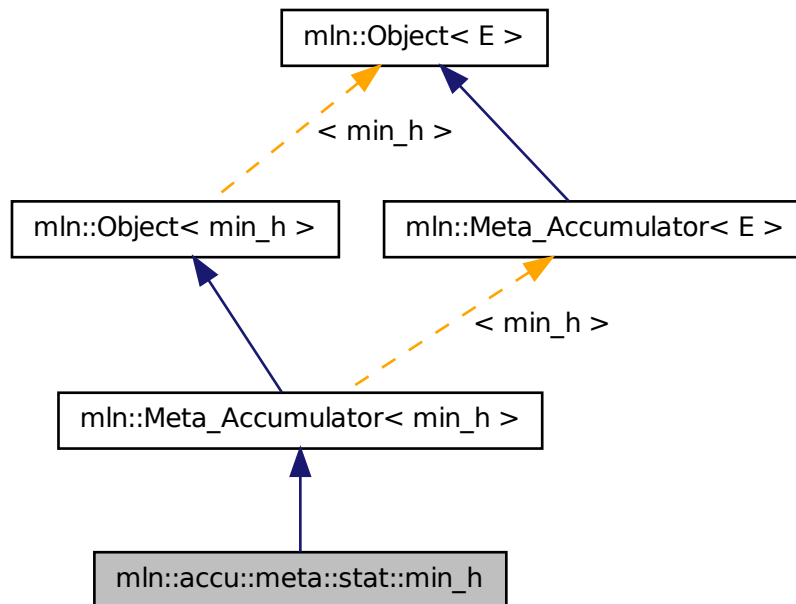 mln::Object< E >
< min_h >
mln::Object< min_h >
mln::Meta_Accumulator< E >
< min_h >
mln::Meta_Accumulator< min_h >
mln::accu::meta::stat::min_h